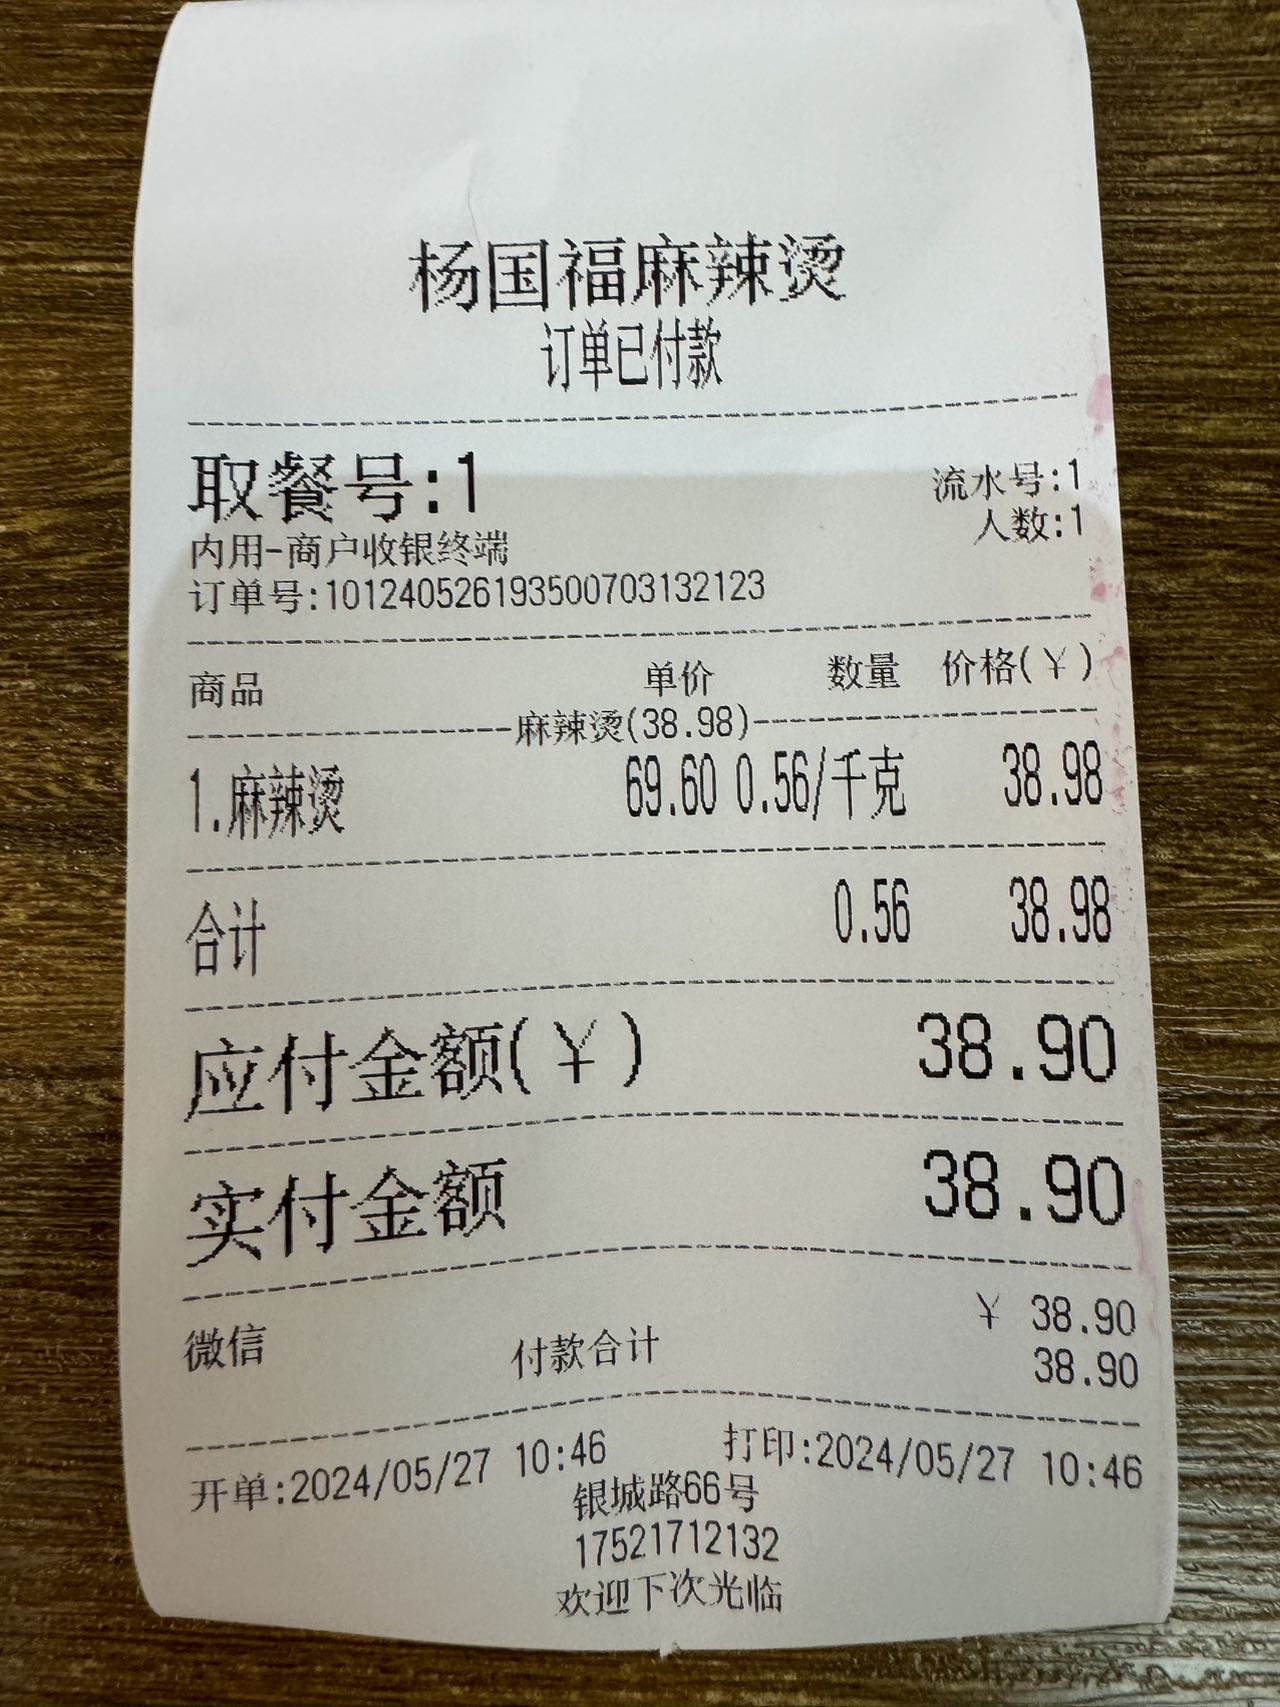 杨国福麻辣烫
订单已付款
取餐号:1 流水号:1
人数:1
内用-商户收银终端
订单号:101240526193500703132123
商品 单价 数量 价格(¥)
麻辣烫(38.98)
1.麻辣烫 69.60 0.56/千克 38.98
合计 0.56 38.98
应付金额(¥) 38.90
实付金额 38.90
微信 ¥ 38.90
付款合计 38.90
开单:2024/05/27 10:46 打印:2024/05/27 10:46
银城路66号
17521712132
欢迎下次光临